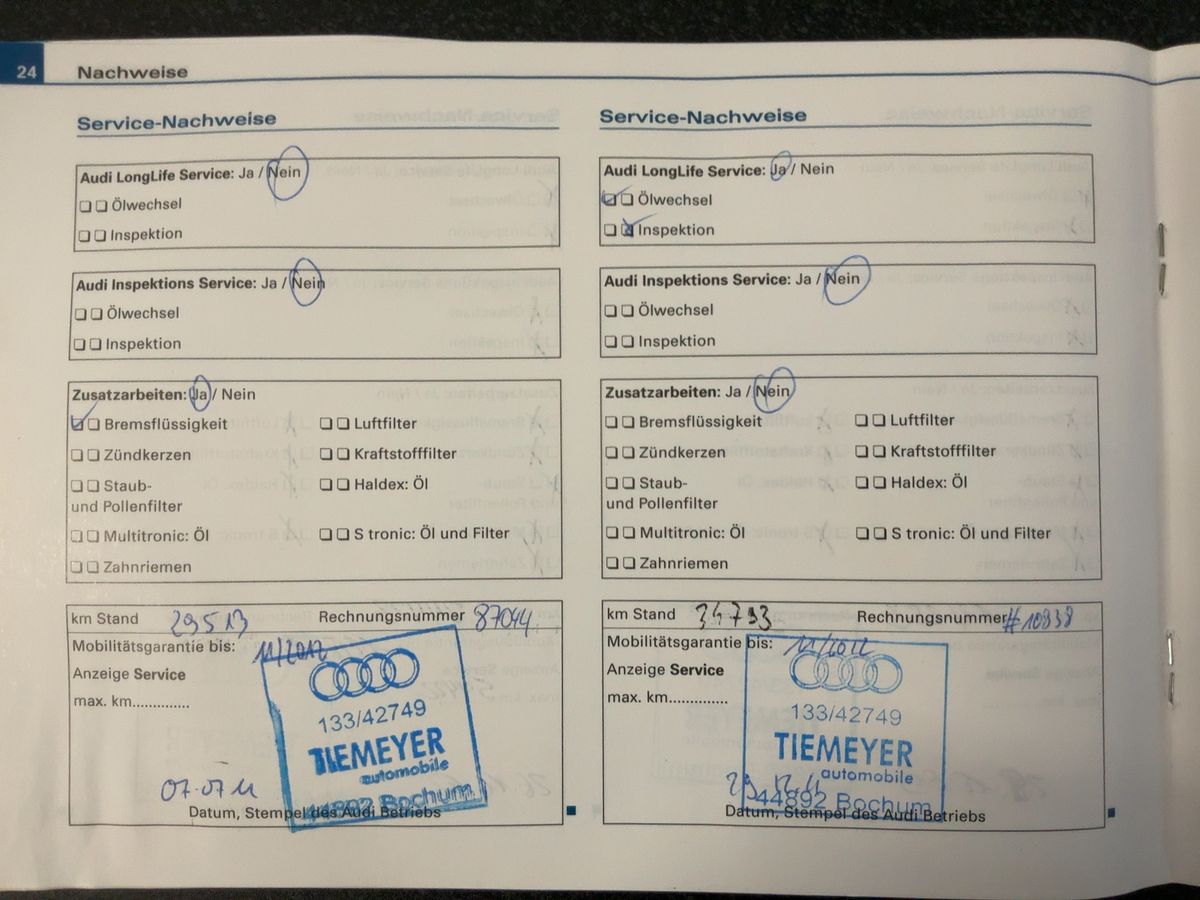 24 Nachweise
Service-Nachweise
Audi LongLife Service: Ja / Nein
Ölwechsel
Inspektion
Audi Inspektions Service: Ja / Nein
Ölwechsel
Inspektion
Zusatzarbeiten: Ja / Nein
Bremsflüssigkeit
Luftfilter
Zündkerzen
Kraftstofffilter
Staub-
und Pollenfilter
Haldex: Öl
Multitronic: Öl
S tronic: Öl und Filter
Zahnriemen
km Stand 29513 Rechnungsnummer 87044
Mobilitätsgarantie bis: 11/2012
Anzeige Service
max. km..............
133/42749
TIEMEYER
automobile
44892 Bochum
07.07.11
Datum, Stempel des Audi Betriebs
Service-Nachweise
Audi LongLife Service: Ja / Nein
Ölwechsel
Inspektion
Audi Inspektions Service: Ja / Nein
Ölwechsel
Inspektion
Zusatzarbeiten: Ja / Nein
Bremsflüssigkeit
Luftfilter
Zündkerzen
Kraftstofffilter
Staub-
und Pollenfilter
Haldex: Öl
Multitronic: Öl
S tronic: Öl und Filter
Zahnriemen
km Stand 34793 Rechnungsnummer #10938
Mobilitätsgarantie bis: 11/2012
Anzeige Service
max. km..............
133/42749
TIEMEYER
automobile
44892 Bochum
Datum, Stempel des Audi Betriebs